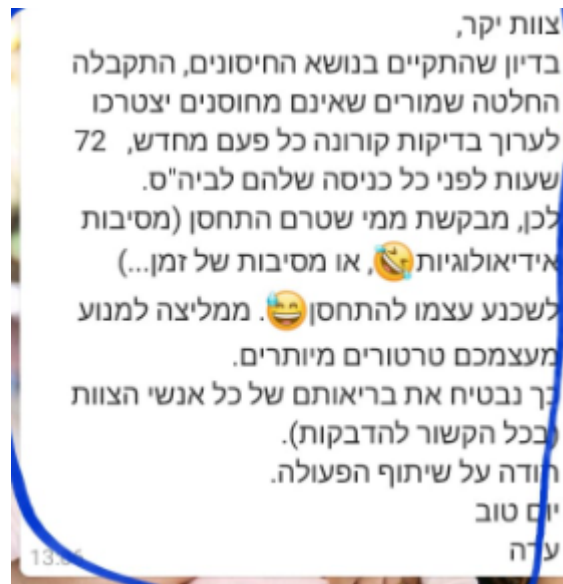 צוות יקר,
בדיון שהתקיים בנושא החיסונים, התקבלה
החלטה שמורים שאינם מחוסנים יצטרכו
לערוך בדיקות קורונה כל פעם מחדש, 72
שעות לפני כל כניסה שלהם לביה"ס.
לכן, מבקשת ממי שטרם התחסן (מסיבות
אידיאולוגיות🤣, או מסיבות של זמן...)
לשכנע עצמו להתחסן😅. ממליצה למנוע
מעצמכם טרטורים מיותרים.
כך נבטיח את בריאותם של כל אנשי הצוות
(בכל הקשור להדבקות).
תודה על שיתוף הפעולה.
יום טוב
עדה